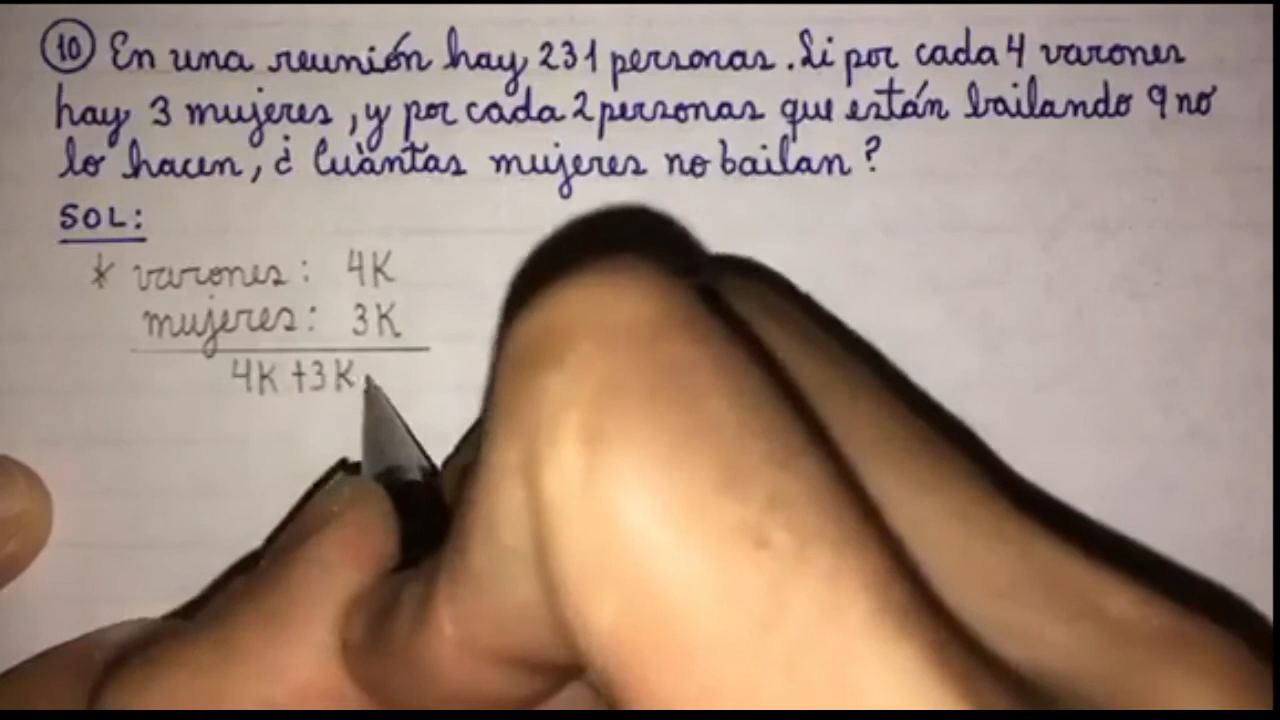 10 En una reunión hay 231 personas. Si por cada 4 varones
hay 3 mujeres, y por cada 2 personas que están bailando 9 no
lo hacen, ¿Cuàntas mujeres no bailan?
SOL:
* varones: 4K
mujeres: 3K
4K+3K